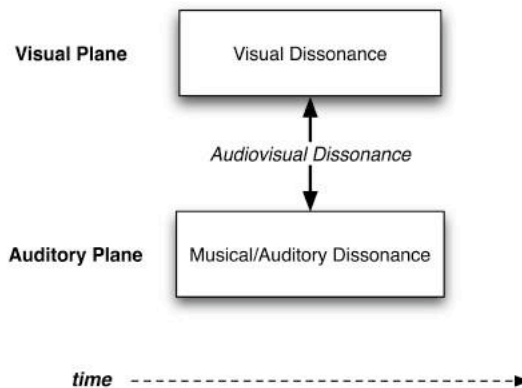 Visual Plane
Visual Dissonance
Audiovisual Dissonance
Auditory Plane
Musical/Auditory Dissonance
time